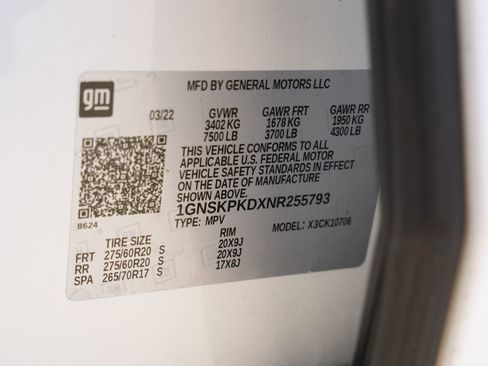 gm
MFD BY GENERAL MOTORS LLC
03/22 GVWR GAWR FRT GAWR RR
3402 KG 1678 KG 1950 KG
7500 LB 3700 LB 4300 LB
THIS VEHICLE CONFORMS TO ALL
APPLICABLE U.S. FEDERAL MOTOR
VEHICLE SAFETY STANDARDS IN EFFECT
ON THE DATE OF MANUFACTURE
SHOWN ABOVE.
1GNSKPKDXNR255793
8624
TYPE: MPV MODEL: X3CK10706
TIRE SIZE RIM
FRT 275/60R20 S 20X9J
RR 275/60R20 S 20X9J
SPA 265/70R17 S 17X8J